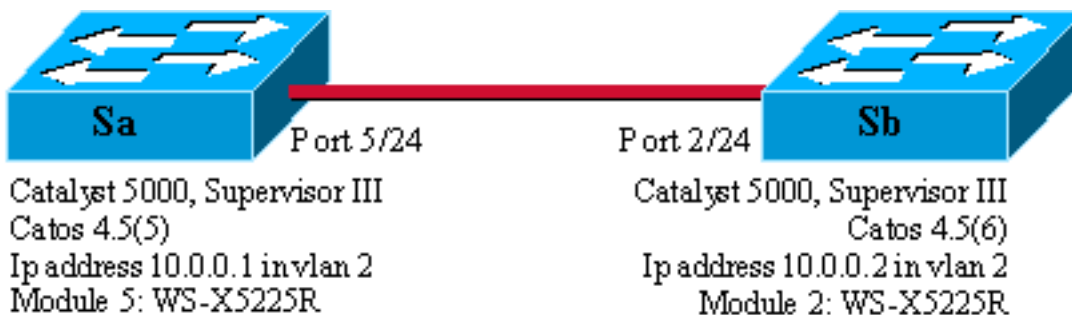 Sa
Sb
Port 5/24
Port 2/24
Catalyst 5000, Supervisor III
Catos 4.5(5)
Ip address 10.0.0.1 in vlan 2
Module 5: WS-X5225R
Catalyst 5000, Supervisor III
Catos 4.5(6)
Ip address 10.0.0.2 in vlan 2
Module 2: WS-X5225R